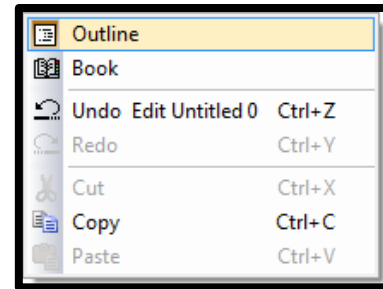 Outline
Book
Undo Edit Untitled 0 Ctrl+Z
Redo Ctrl+Y
Cut Ctrl+X
Copy Ctrl+C
Paste Ctrl+V